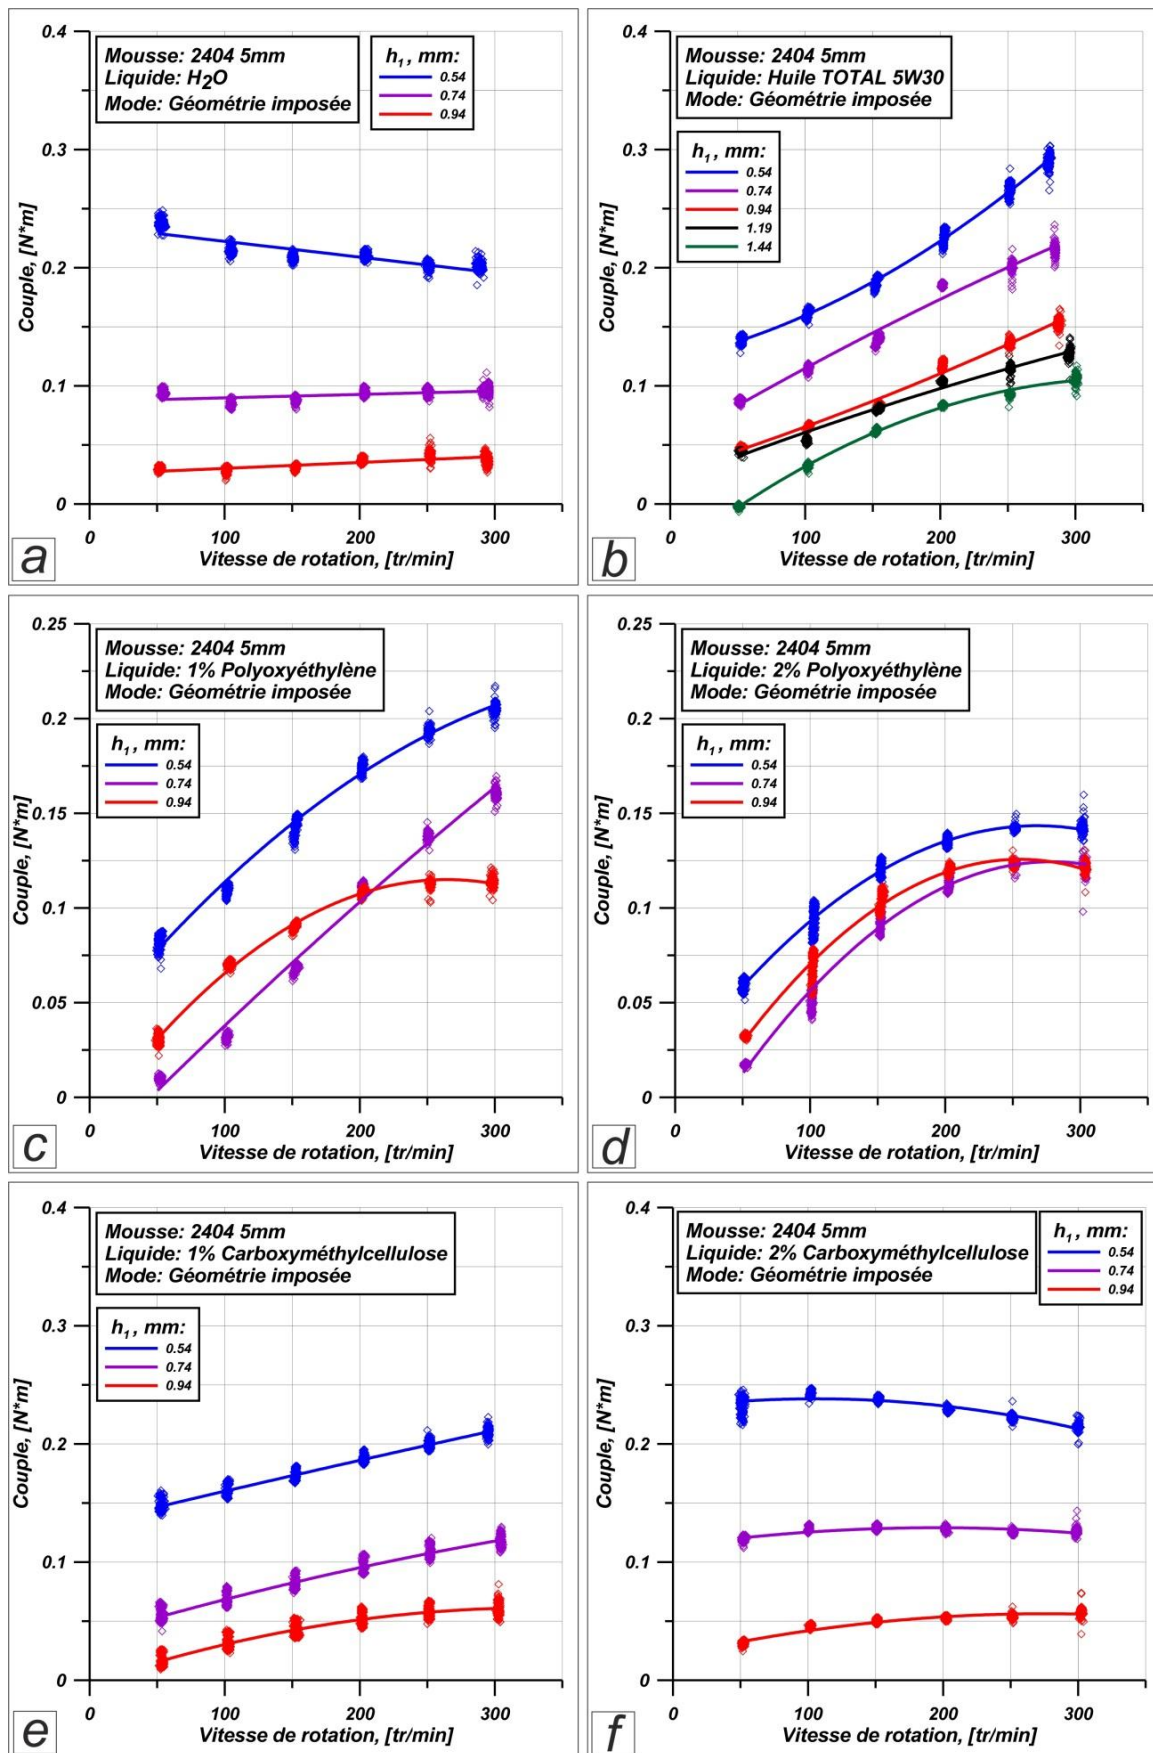 0.4
Mousse: 2404 5mm
Liquide: H2O
Mode: Géométrie imposée
h1, mm:
0.54
0.74
0.94
0.3
Couple, [N*m]
0.2
0.1
0
0 100 200 300
Vitesse de rotation, [tr/min]
a
0.4
Mousse: 2404 5mm
Liquide: Huile TOTAL 5W30
Mode: Géométrie imposée
h1, mm:
0.54
0.74
0.94
1.19
1.44
0.3
Couple, [N*m]
0.2
0.1
0
0 100 200 300
Vitesse de rotation, [tr/min]
b
0.25
Mousse: 2404 5mm
Liquide: 1% Polyoxyéthylène
Mode: Géométrie imposée
h1, mm:
0.54
0.74
0.94
0.2
0.15
Couple, [N*m]
0.1
0.05
0
0 100 200 300
Vitesse de rotation, [tr/min]
c
0.25
Mousse: 2404 5mm
Liquide: 2% Polyoxyéthylène
Mode: Géométrie imposée
h1, mm:
0.54
0.74
0.94
0.2
0.15
Couple, [N*m]
0.1
0.05
0
0 100 200 300
Vitesse de rotation, [tr/min]
d
0.4
Mousse: 2404 5mm
Liquide: 1% Carboxyméthylcellulose
Mode: Géométrie imposée
h1, mm:
0.54
0.74
0.94
0.3
Couple, [N*m]
0.2
0.1
0
0 100 200 300
Vitesse de rotation, [tr/min]
e
0.4
Mousse: 2404 5mm
Liquide: 2% Carboxyméthylcellulose
Mode: Géométrie imposée
h1, mm:
0.54
0.74
0.94
0.3
Couple, [N*m]
0.2
0.1
0
0 100 200 300
Vitesse de rotation, [tr/min]
f